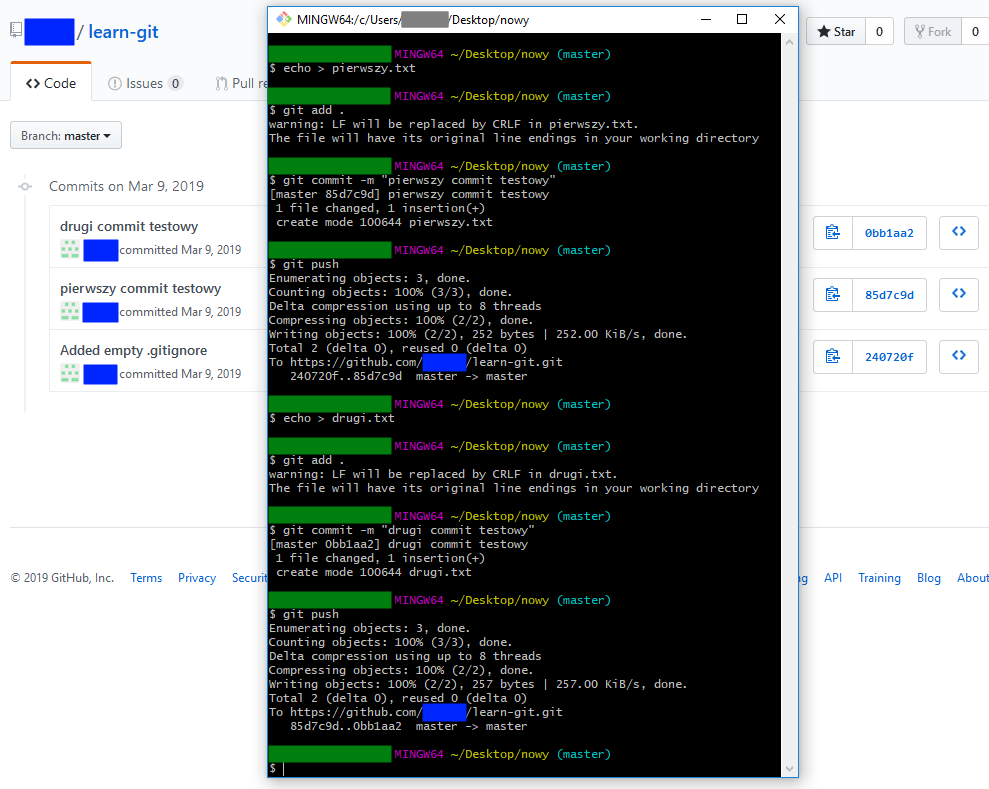 / learn-git
Star 0
Fork 0
Code
Issues 0
Pull re
Branch: master
Commits on Mar 9, 2019
drugi commit testowy
committed Mar 9, 2019
0bb1aa2
pierwszy commit testowy
committed Mar 9, 2019
85d7c9d
Added empty .gitignore
committed Mar 9, 2019
240720f
© 2019 GitHub, Inc. Terms Privacy Securit
ng API Training Blog About
MINGW64:/c/Users/ /Desktop/nowy
MINGW64 ~/Desktop/nowy (master)
$ echo > pierwszy.txt
MINGW64 ~/Desktop/nowy (master)
$ git add .
warning: LF will be replaced by CRLF in pierwszy.txt.
The file will have its original line endings in your working directory
MINGW64 ~/Desktop/nowy (master)
$ git commit -m "pierwszy commit testowy"
[master 85d7c9d] pierwszy commit testowy
1 file changed, 1 insertion(+)
create mode 100644 pierwszy.txt
MINGW64 ~/Desktop/nowy (master)
$ git push
Enumerating objects: 3, done.
Counting objects: 100% (3/3), done.
Delta compression using up to 8 threads
Compressing objects: 100% (2/2), done.
Writing objects: 100% (2/2), 252 bytes | 252.00 KiB/s, done.
Total 2 (delta 0), reused 0 (delta 0)
To https://github.com/ /learn-git.git
240720f..85d7c9d master -> master
MINGW64 ~/Desktop/nowy (master)
$ echo > drugi.txt
MINGW64 ~/Desktop/nowy (master)
$ git add .
warning: LF will be replaced by CRLF in drugi.txt.
The file will have its original line endings in your working directory
MINGW64 ~/Desktop/nowy (master)
$ git commit -m "drugi commit testowy"
[master 0bb1aa2] drugi commit testowy
1 file changed, 1 insertion(+)
create mode 100644 drugi.txt
MINGW64 ~/Desktop/nowy (master)
$ git push
Enumerating objects: 3, done.
Counting objects: 100% (3/3), done.
Delta compression using up to 8 threads
Compressing objects: 100% (2/2), done.
Writing objects: 100% (2/2), 257 bytes | 257.00 KiB/s, done.
Total 2 (delta 0), reused 0 (delta 0)
To https://github.com/ /learn-git.git
85d7c9d..0bb1aa2 master -> master
MINGW64 ~/Desktop/nowy (master)
$